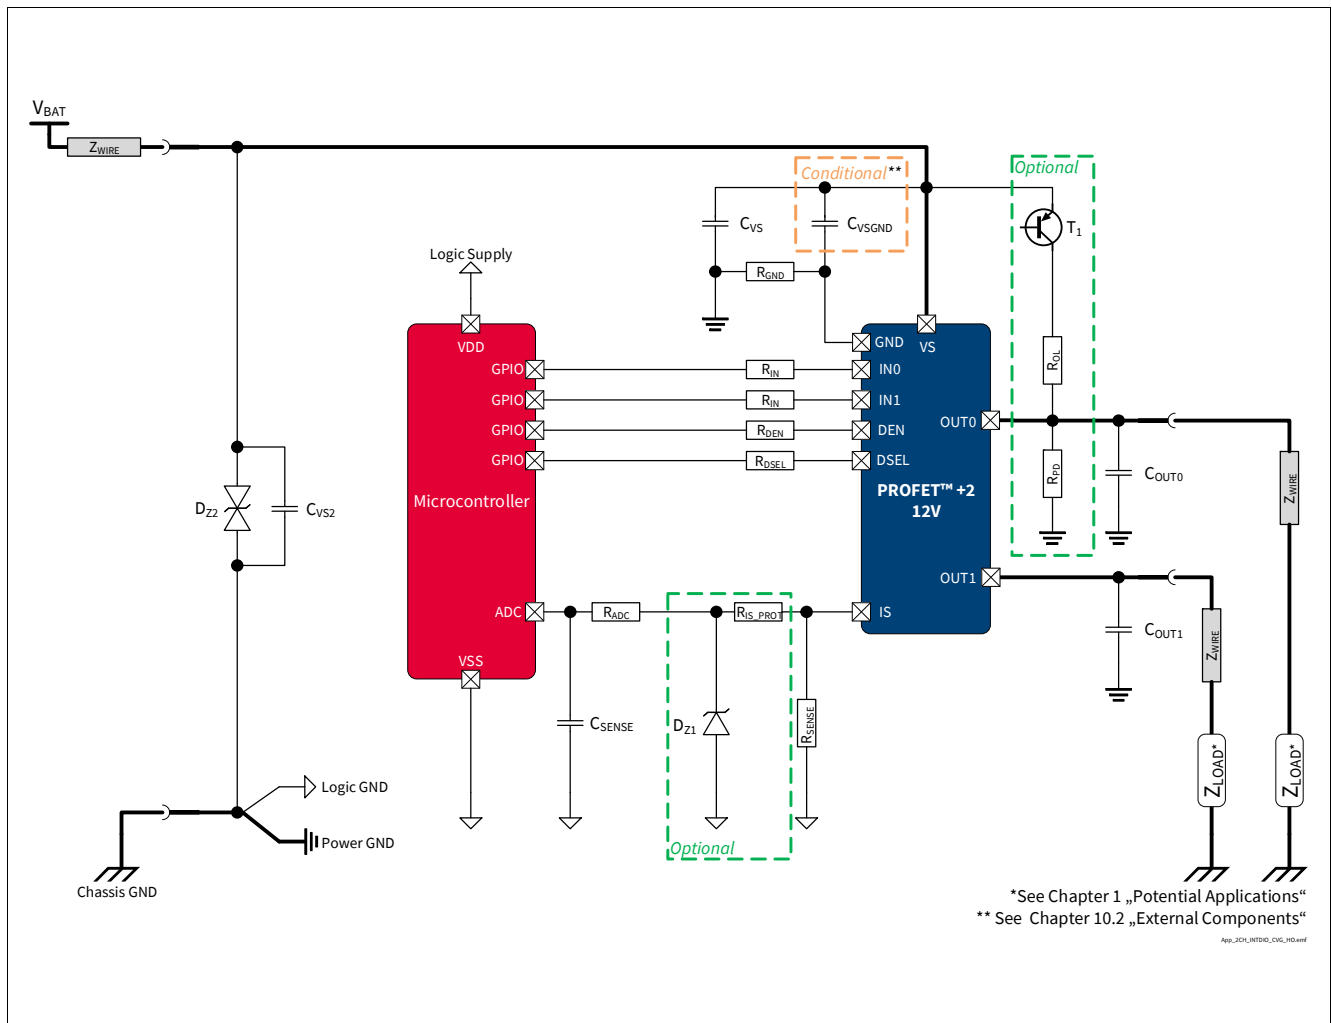 VBAT
ZWIRE
Conditional**
Optional
CVS
CVSGND
T1
Logic Supply
RGND
VDD
GND
VS
GPIO
RIN
IN0
ROL
GPIO
RIN
IN1
OUT0
GPIO
RDEN
DEN
GPIO
RDSEL
DSEL
RPD
COUT0
ZWIRE
PROFET™ +2
12V
Microcontroller
DZ2
CVS2
OUT1
ADC
RADC
RIS_PROT
IS
COUT1
ZWIRE
VSS
CSENSE
DZ1
RSENSE
ZLOAD*
ZLOAD*
Logic GND
Power GND
Optional
Chassis GND
*See Chapter 1 „Potential Applications“
** See Chapter 10.2 „External Components“
App_2CH_INTDIO_CVG_HO.emf